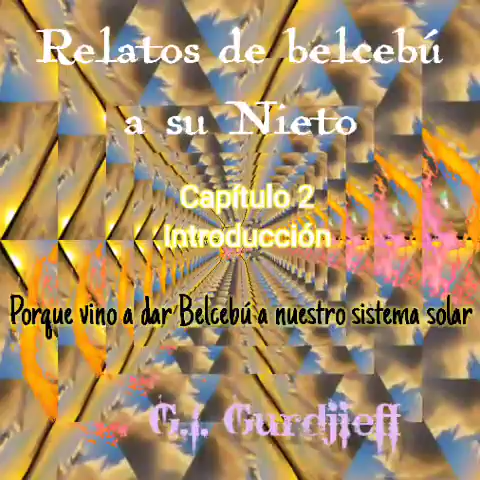 Relatos de belcebú
a su Nieto
Capítulo 2
Introducción
Porque vino a dar Belcebú a nuestro sistema solar
G.I. Gurdjieff